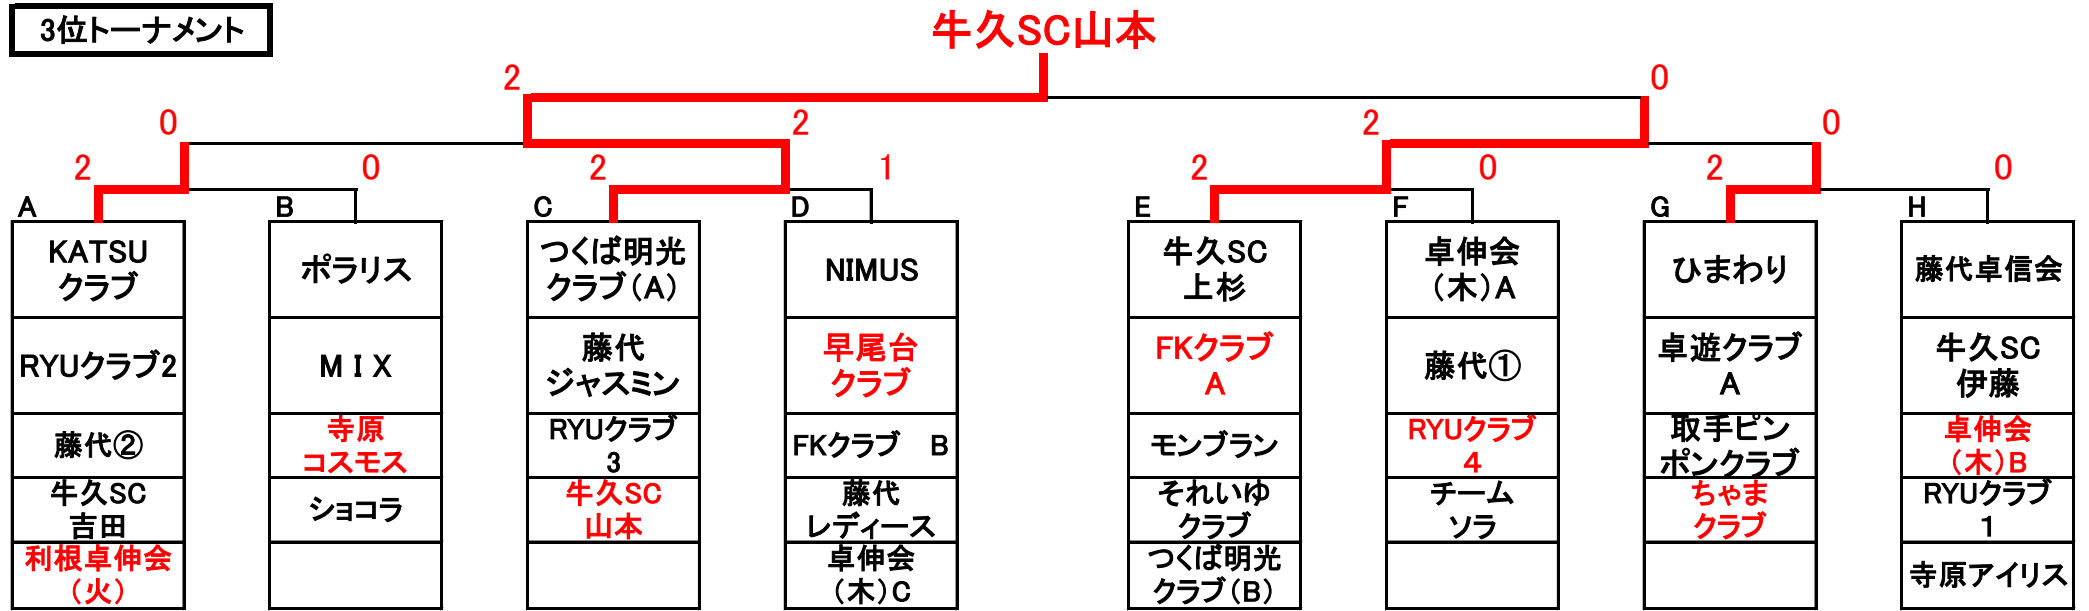 3位トーナメント
牛久SC山本
2
0
0
2
2
0
2
0
2
1
2
0
2
0
A
B
C
D
E
F
G
H
KATSU
クラブ
ポラリス
つくば明光
クラブ(A)
NIMUS
牛久SC
上杉
卓伸会
(木)A
ひまわり
藤代卓信会
RYUクラブ2
MIX
藤代
ジャスミン
早尾台
クラブ
FKクラブ
A
藤代①
卓遊クラブ
A
牛久SC
伊藤
藤代②
寺原
コスモス
RYUクラブ
3
FKクラブ B
モンブラン
RYUクラブ
4
取手ピン
ポンクラブ
卓伸会
(木)B
牛久SC
吉田
ショコラ
牛久SC
山本
藤代
レディース
それいゆ
クラブ
チーム
ソラ
ちゃま
クラブ
RYUクラブ
1
利根卓伸会
(火)
卓伸会
(木)C
つくば明光
クラブ(B)
寺原アイリス